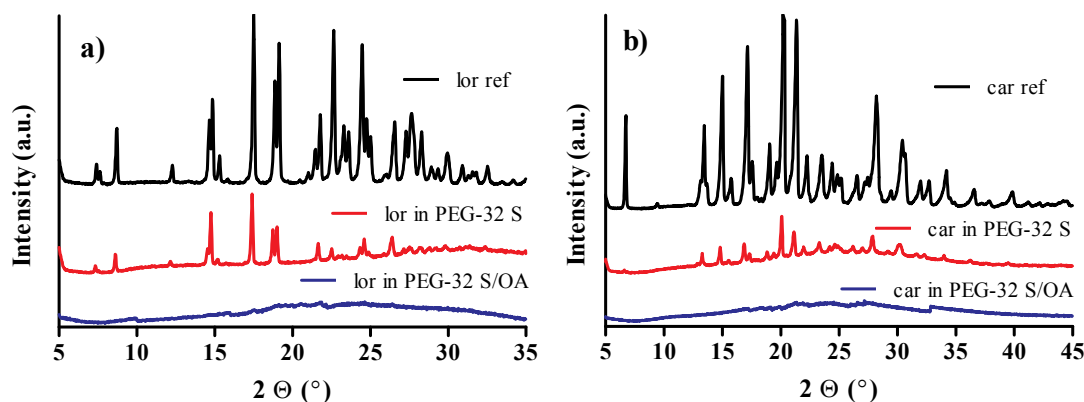 a)
lor ref
lor in PEG-32 S
lor in PEG-32 S/OA
Intensity (a.u.)
5 10 15 20 25 30 35
2 Θ (°)
b)
car ref
car in PEG-32 S
car in PEG-32 S/OA
Intensity (a.u.)
5 10 15 20 25 30 35 40 45
2 Θ (°)